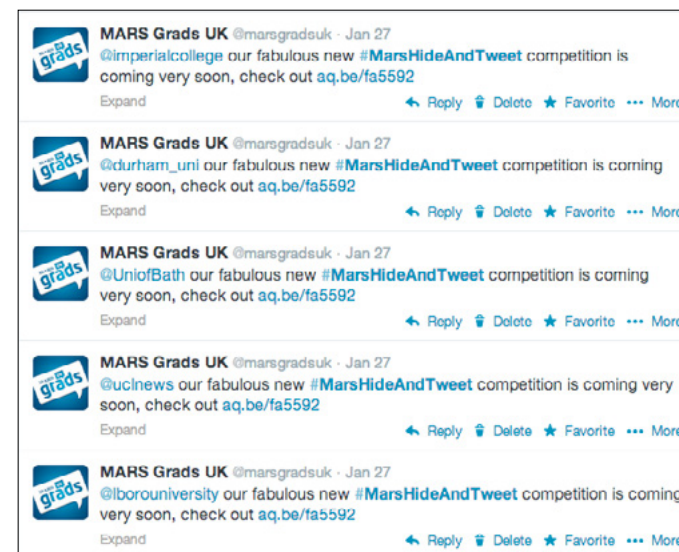 MARS Grads UK @marsgradsuk · Jan 27
@imperialcollege our fabulous new #MarsHideAndTweet competition is
coming very soon, check out aq.be/fa5592
Expand
Reply Delete Favorite ••• More
grads
MARS Grads UK @marsgradsuk · Jan 27
@durham_uni our fabulous new #MarsHideAndTweet competition is coming
very soon, check out aq.be/fa5592
Expand
Reply Delete Favorite ••• More
grads
MARS Grads UK @marsgradsuk · Jan 27
@UniofBath our fabulous new #MarsHideAndTweet competition is coming
very soon, check out aq.be/fa5592
Expand
Reply Delete Favorite ••• More
grads
MARS Grads UK @marsgradsuk · Jan 27
@uclnews our fabulous new #MarsHideAndTweet competition is coming very
soon, check out aq.be/fa5592
Expand
Reply Delete Favorite ••• More
grads
MARS Grads UK @marsgradsuk · Jan 27
@lborouniversity our fabulous new #MarsHideAndTweet competition is coming
very soon, check out aq.be/fa5592
Expand
Reply Delete Favorite ••• More
grads